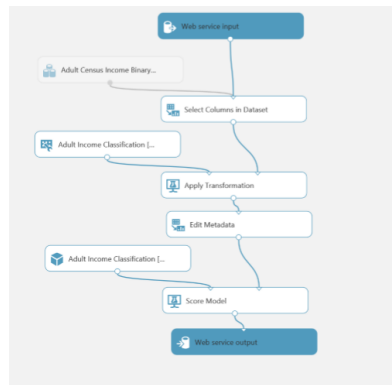 Web service input
Adult Census Income Binary...
Select Columns in Dataset
Adult Income Classification [...
Apply Transformation
Edit Metadata
Adult Income Classification [...
Score Model
Web service output